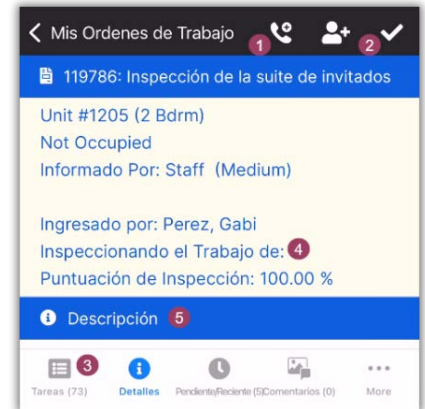 Mis Ordenes de Trabajo 1 2
119786: Inspección de la suite de invitados
Unit #1205 (2 Bdrm)
Not Occupied
Informado Por: Staff (Medium)
Ingresado por: Perez, Gabi
Inspeccionando el Trabajo de: 4
Puntuación de Inspección: 100.00 %
Descripción 5
3
Tareas (73) Detalles Pendiente/Reciente (5) Comentarios (0) More